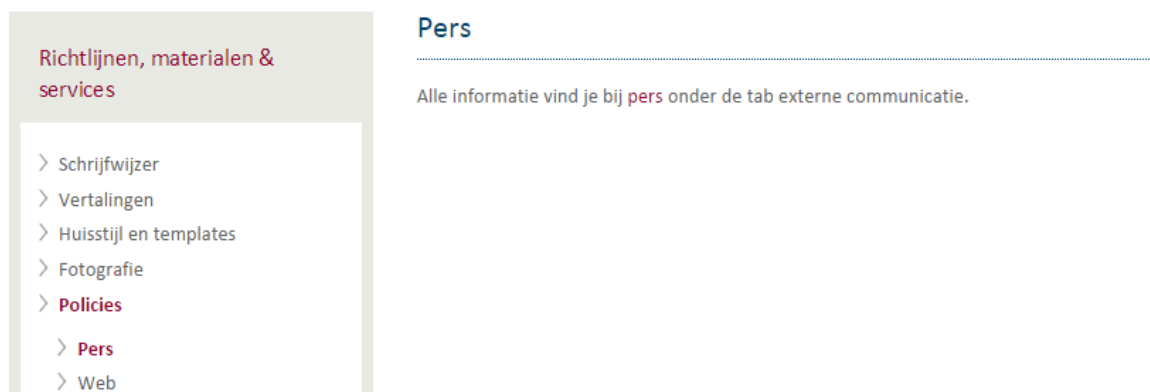 Richtlijnen, materialen &
services
Schrijfwijzer
Vertalingen
Huisstijl en templates
Fotografie
Policies
Pers
Web
Pers
Alle informatie vind je bij pers onder de tab externe communicatie.